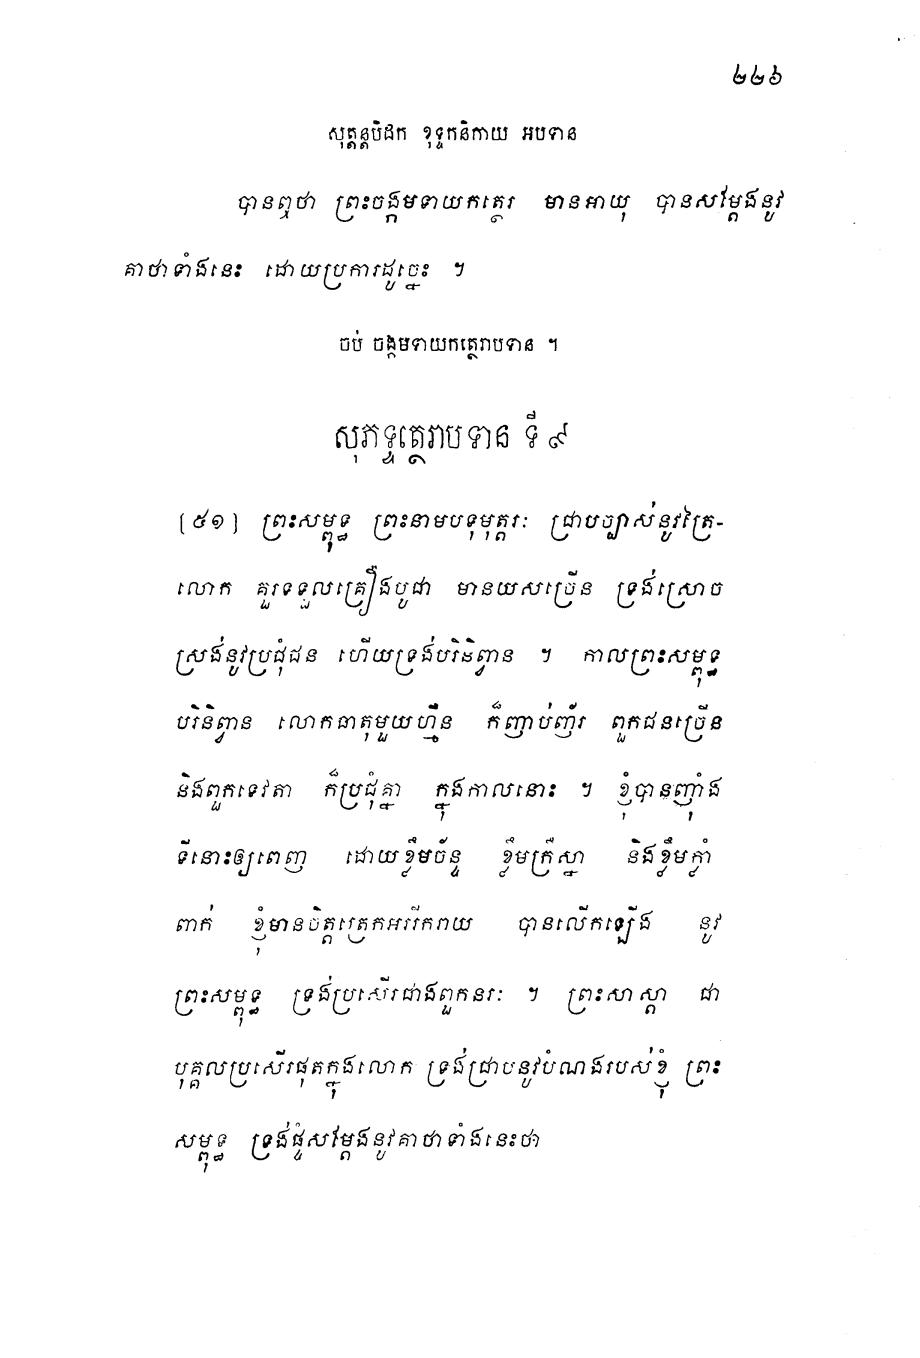 ២២៦
សុត្តន្តបិដក ខុទ្ទកនិកាយ អបទាន
បានឮថា ព្រះចង្កមទាយកត្ថេរ មានអាយុ បានសម្តែងនូវ
គាថាទាំងនេះ ដោយប្រការដូច្នេះ ។
ចប់ ចង្កមទាយកត្ថេរាបទាន ។
សុភទ្ទត្ថេរាបទាន ទី ៩
(៥១) ព្រះសម្ពុទ្ធ ព្រះនាមបទុមុត្តរៈ ជ្រាបច្បាស់នូវត្រៃ-
លោក គួរទទួលគ្រឿងបូជា មានយសច្រើន ទ្រង់ស្រោច
ស្រង់នូវប្រជុំជន ហើយទ្រង់បរិនិព្វាន ។ កាលព្រះសម្ពុទ្ធ
បរិនិព្វាន លោកធាតុមួយហ្មឺន ក៏ញាប់ញ័រ ពួកជនច្រើន
និងពួកទេវតា ក៏ប្រជុំគ្នា ក្នុងកាលនោះ ។ ខ្ញុំបានញ៉ាំង
ទីនោះឲ្យពេញ ដោយខ្លឹមច័ន្ទ ខ្លឹមក្រឹស្នា និងខ្លឹមក្លាំ
ពាក់ ខ្ញុំមានចិត្តត្រេកអររីករាយ បានលើកឡើង នូវ
ព្រះសម្ពុទ្ធ ទ្រង់ប្រសើរជាងពួកនរៈ ។ ព្រះសាស្តា ជា
បុគ្គលប្រសើរផុតក្នុងលោក ទ្រង់ជ្រាបនូវបំណងរបស់ខ្ញុំ ព្រះ
សម្ពុទ្ធ ទ្រង់ផ្ទុំសម្តែងនូវគាថាទាំងនេះថា